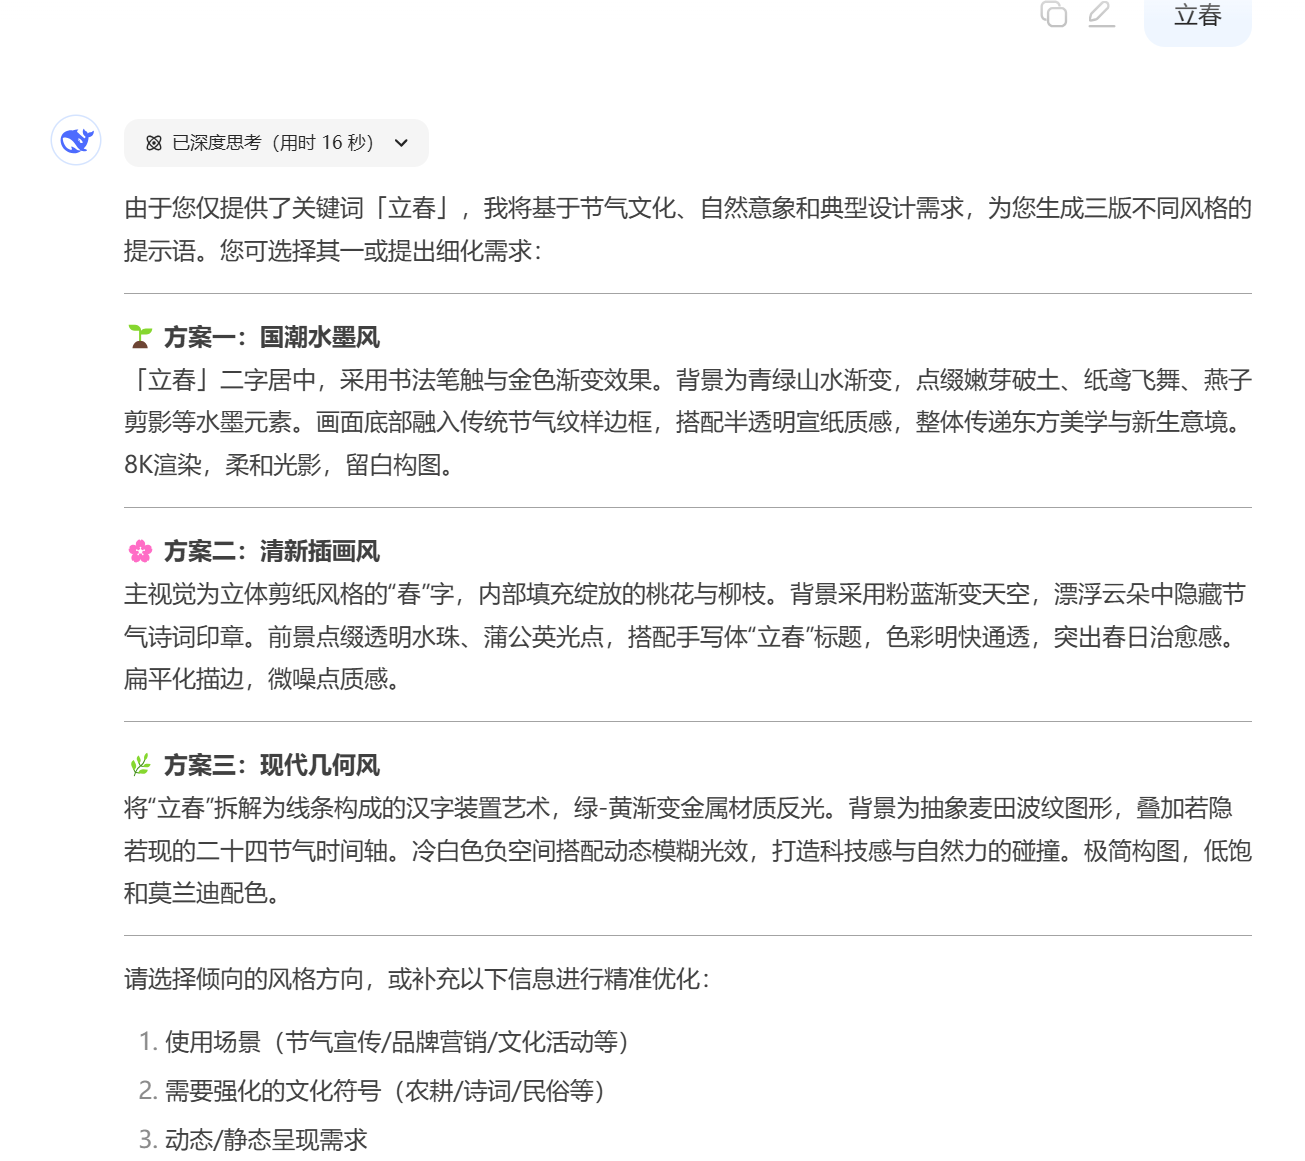 立春
已深度思考（用时 16 秒）
由于您仅提供了关键词「立春」，我将基于节气文化、自然意象和典型设计需求，为您生成三版不同风格的
提示语。您可选择其一或提出细化需求：
方案一：国潮水墨风
「立春」二字居中，采用书法笔触与金色渐变效果。背景为青绿山水渐变，点缀嫩芽破土、纸鸢飞舞、燕子
剪影等水墨元素。画面底部融入传统节气纹样边框，搭配半透明宣纸质感，整体传递东方美学与新生意境。
8K渲染，柔和光影，留白构图。
方案二：清新插画风
主视觉为立体剪纸风格的“春”字，内部填充绽放的桃花与柳枝。背景采用粉蓝渐变天空，漂浮云朵中隐藏节
气诗词印章。前景点缀透明水珠、蒲公英光点，搭配手写体“立春”标题，色彩明快通透，突出春日治愈感。
扁平化描边，微噪点质感。
方案三：现代几何风
将“立春”拆解为线条构成的汉字装置艺术，绿-黄渐变金属材质反光。背景为抽象麦田波纹图形，叠加若隐
若现的二十四节气时间轴。冷白色负空间搭配动态模糊光效，打造科技感与自然力的碰撞。极简构图，低饱
和莫兰迪配色。
请选择倾向的风格方向，或补充以下信息进行精准优化：
1. 使用场景（节气宣传/品牌营销/文化活动等）
2. 需要强化的文化符号（农耕/诗词/民俗等）
3. 动态/静态呈现需求